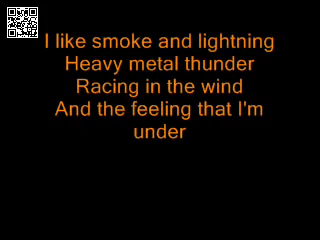 I like smoke and lightning
Heavy metal thunder
Racing in the wind
And the feeling that I'm
under